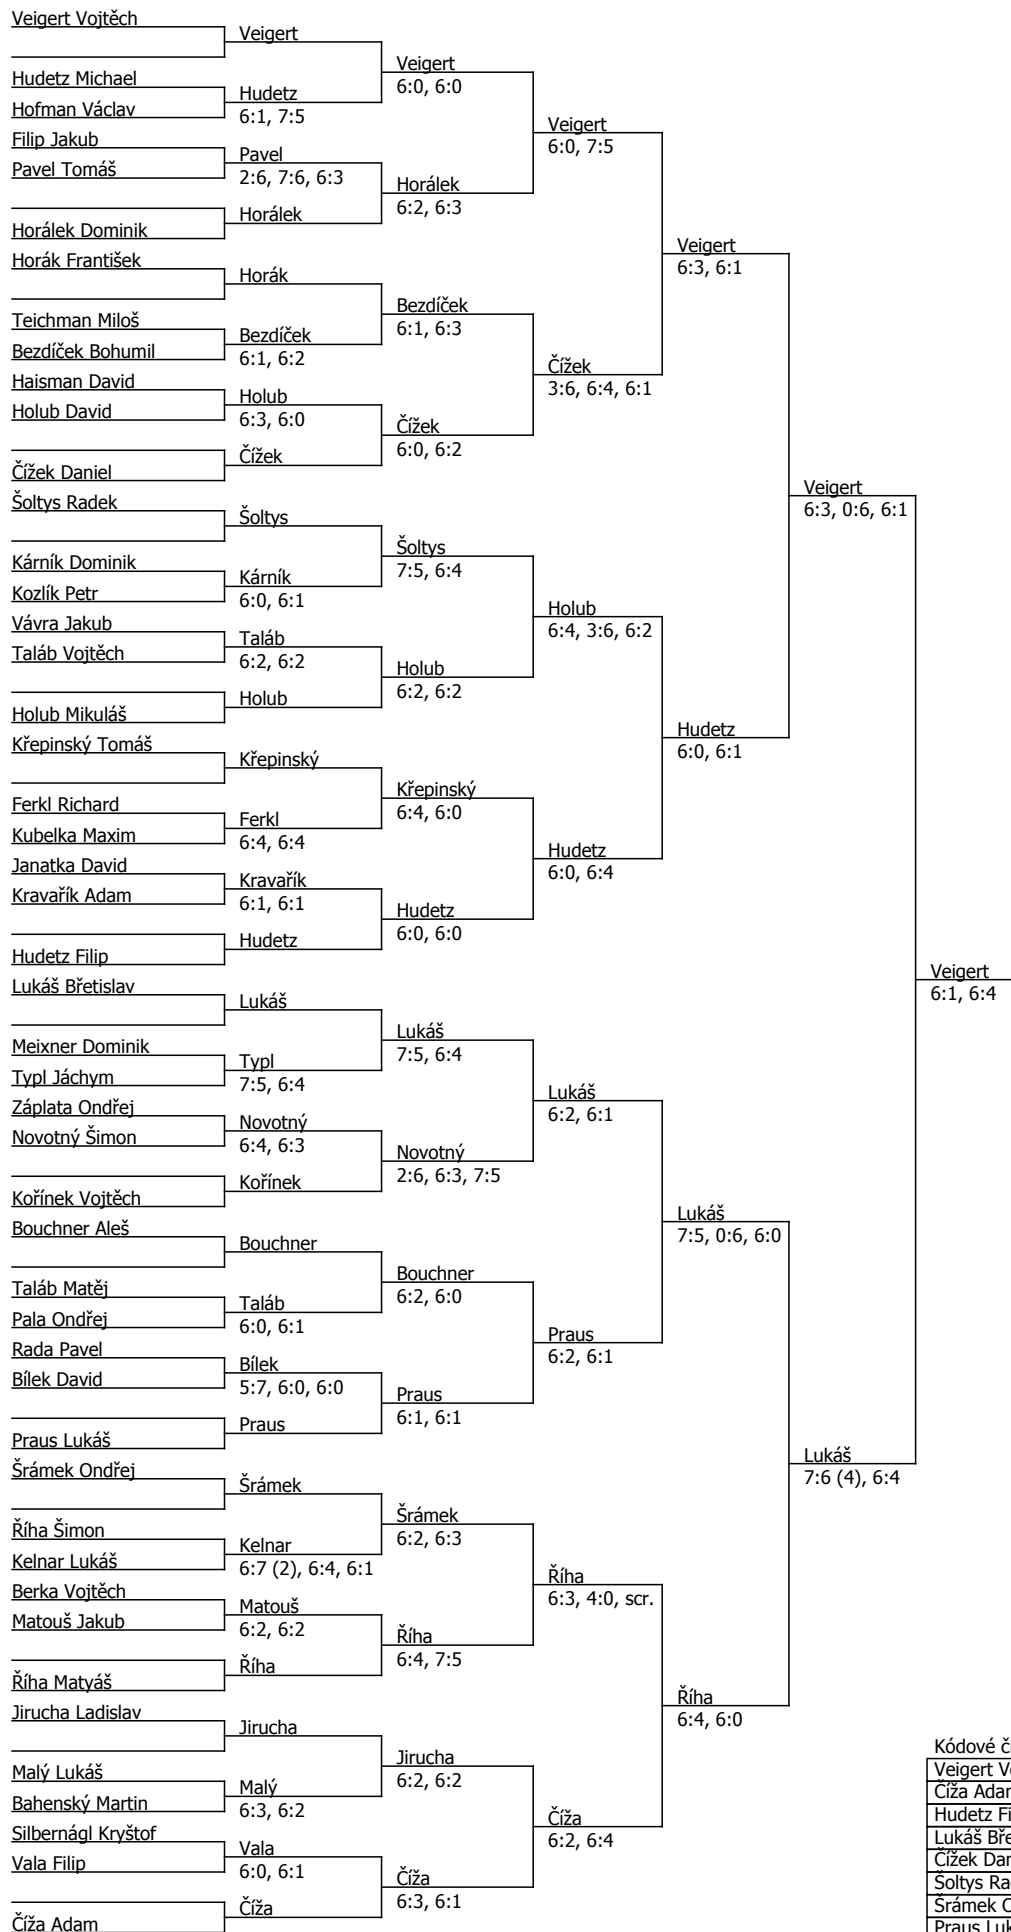 Veigert Vojtěch
Hudetz Michael
Hofman Václav
Filip Jakub
Pavel Tomáš
Horálek Dominik
Horák František
Teichman Miloš
Bezdíček Bohumil
Haisman David
Holub David
Čížek Daniel
Šoltys Radek
Kárník Dominik
Kozlík Petr
Vávra Jakub
Taláb Vojtěch
Holub Mikuláš
Křepinský Tomáš
Ferkl Richard
Kubelka Maxim
Janatka David
Kravařík Adam
Hudetz Filip
Lukáš Břetislav
Meixner Dominik
Typl Jáchym
Záplata Ondřej
Novotný Šimon
Kořínek Vojtěch
Bouchner Aleš
Taláb Matěj
Pala Ondřej
Rada Pavel
Bílek David
Praus Lukáš
Šrámek Ondřej
Říha Šimon
Kelnar Lukáš
Berka Vojtěch
Matouš Jakub
Říha Matyáš
Jirucha Ladislav
Malý Lukáš
Bahenský Martin
Silbernágl Kryštof
Vala Filip
Číža Adam
Veigert
Hudetz
6:1, 7:5
Pavel
2:6, 7:6, 6:3
Horálek
Horák
Bezdíček
6:1, 6:2
Holub
6:3, 6:0
Čížek
Šoltys
Kárník
6:0, 6:1
Taláb
6:2, 6:2
Holub
Křepinský
Ferkl
6:4, 6:4
Kravařík
6:1, 6:1
Hudetz
Lukáš
Typl
7:5, 6:4
Novotný
6:4, 6:3
Kořínek
Bouchner
Taláb
6:0, 6:1
Bílek
5:7, 6:0, 6:0
Praus
Šrámek
Kelnar
6:7 (2), 6:4, 6:1
Matouš
6:2, 6:2
Říha
Jirucha
Malý
6:3, 6:2
Vala
6:0, 6:1
Číža
Veigert
6:0, 6:0
Horálek
6:2, 6:3
Bezdíček
6:1, 6:3
Čížek
6:0, 6:2
Šoltys
7:5, 6:4
Holub
6:2, 6:2
Křepinský
6:4, 6:0
Hudetz
6:0, 6:0
Lukáš
7:5, 6:4
Novotný
2:6, 6:3, 7:5
Bouchner
6:2, 6:0
Praus
6:1, 6:1
Šrámek
6:2, 6:3
Říha
6:4, 7:5
Jirucha
6:2, 6:2
Číža
6:3, 6:1
Veigert
6:0, 7:5
Čížek
3:6, 6:4, 6:1
Holub
6:4, 3:6, 6:2
Hudetz
6:0, 6:4
Lukáš
6:2, 6:1
Praus
6:2, 6:1
Říha
6:3, 4:0, scr.
Číža
6:2, 6:4
Veigert
6:3, 6:1
Hudetz
6:0, 6:1
Lukáš
7:5, 0:6, 6:0
Říha
6:4, 6:0
Veigert
6:3, 0:6, 6:1
Lukáš
7:6 (4), 6:4
Veigert
6:1, 6:4
Kódové
Veigert
Číža
Hudetz
Lukáš
Čížek
Šoltys
Šrámek
Praus